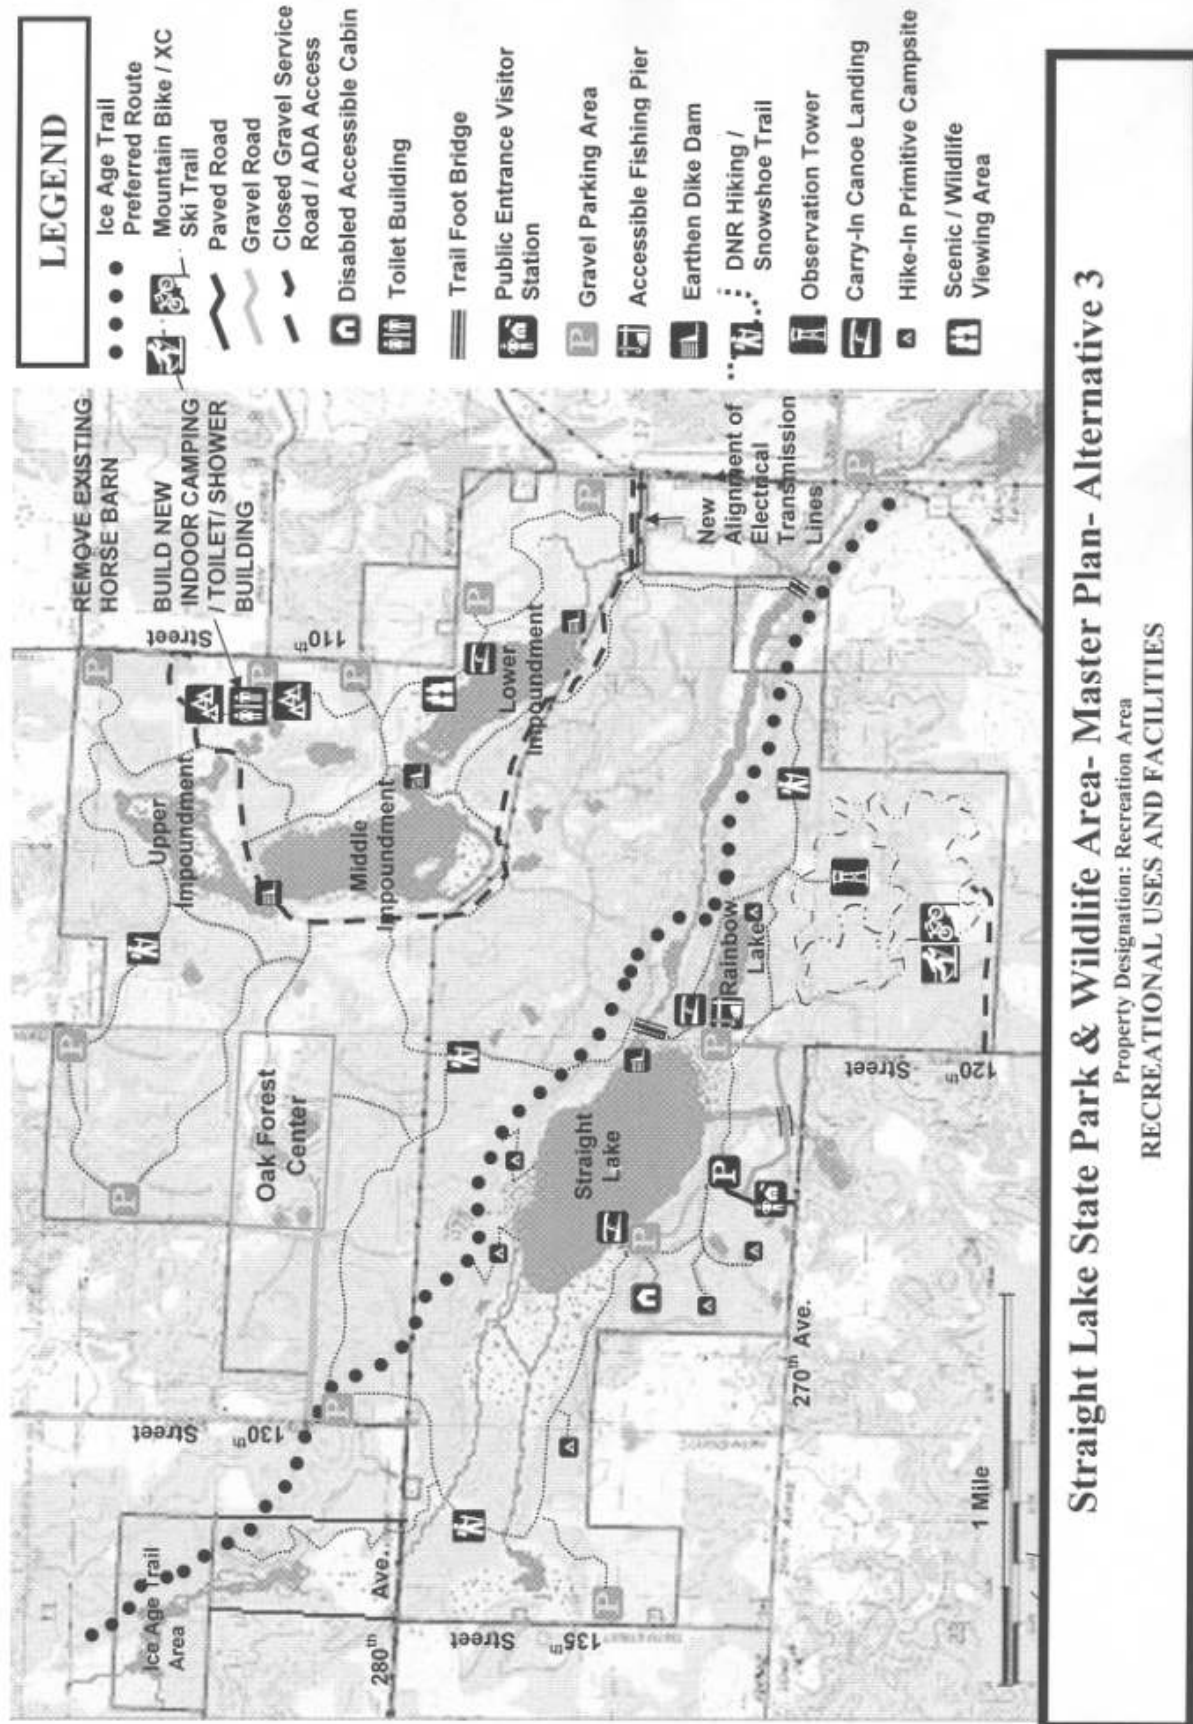 LEGEND
Ice Age Trail
Preferred Route
Mountain Bike / XC
Ski Trail
Paved Road
Gravel Road
Closed Gravel Service
Road / ADA Access
Disabled Accessible Cabin
Toilet Building
Trail Foot Bridge
Public Entrance Visitor
Station
P
Gravel Parking Area
Accessible Fishing Pier
Earthen Dike Dam
DNR Hiking /
Snowshoe Trail
Observation Tower
Carry-In Canoe Landing
Hike-In Primitive Campsite
Scenic / Wildlife
Viewing Area
REMOVE EXISTING
HORSE BARN
BUILD NEW
INDOOR CAMPING
/ TOILET/ SHOWER
BUILDING
110th
Street
Upper
Impoundment
Middle
Impoundment
Lower
Impoundment
New
Alignment of
Electrical
Transmission
Lines
Oak Forest
Center
130th
Street
Ice Age Trail
Area
280th
Ave.
135th
Street
Straight
Lake
Rainbow
Lake
120th
Street
270th Ave.
1 Mile
P
P
P
P
P
P
P
P
P
P
P
P
P
Straight Lake State Park & Wildlife Area- Master Plan- Alternative 3
Property Designation: Recreation Area
RECREATIONAL USES AND FACILITIES